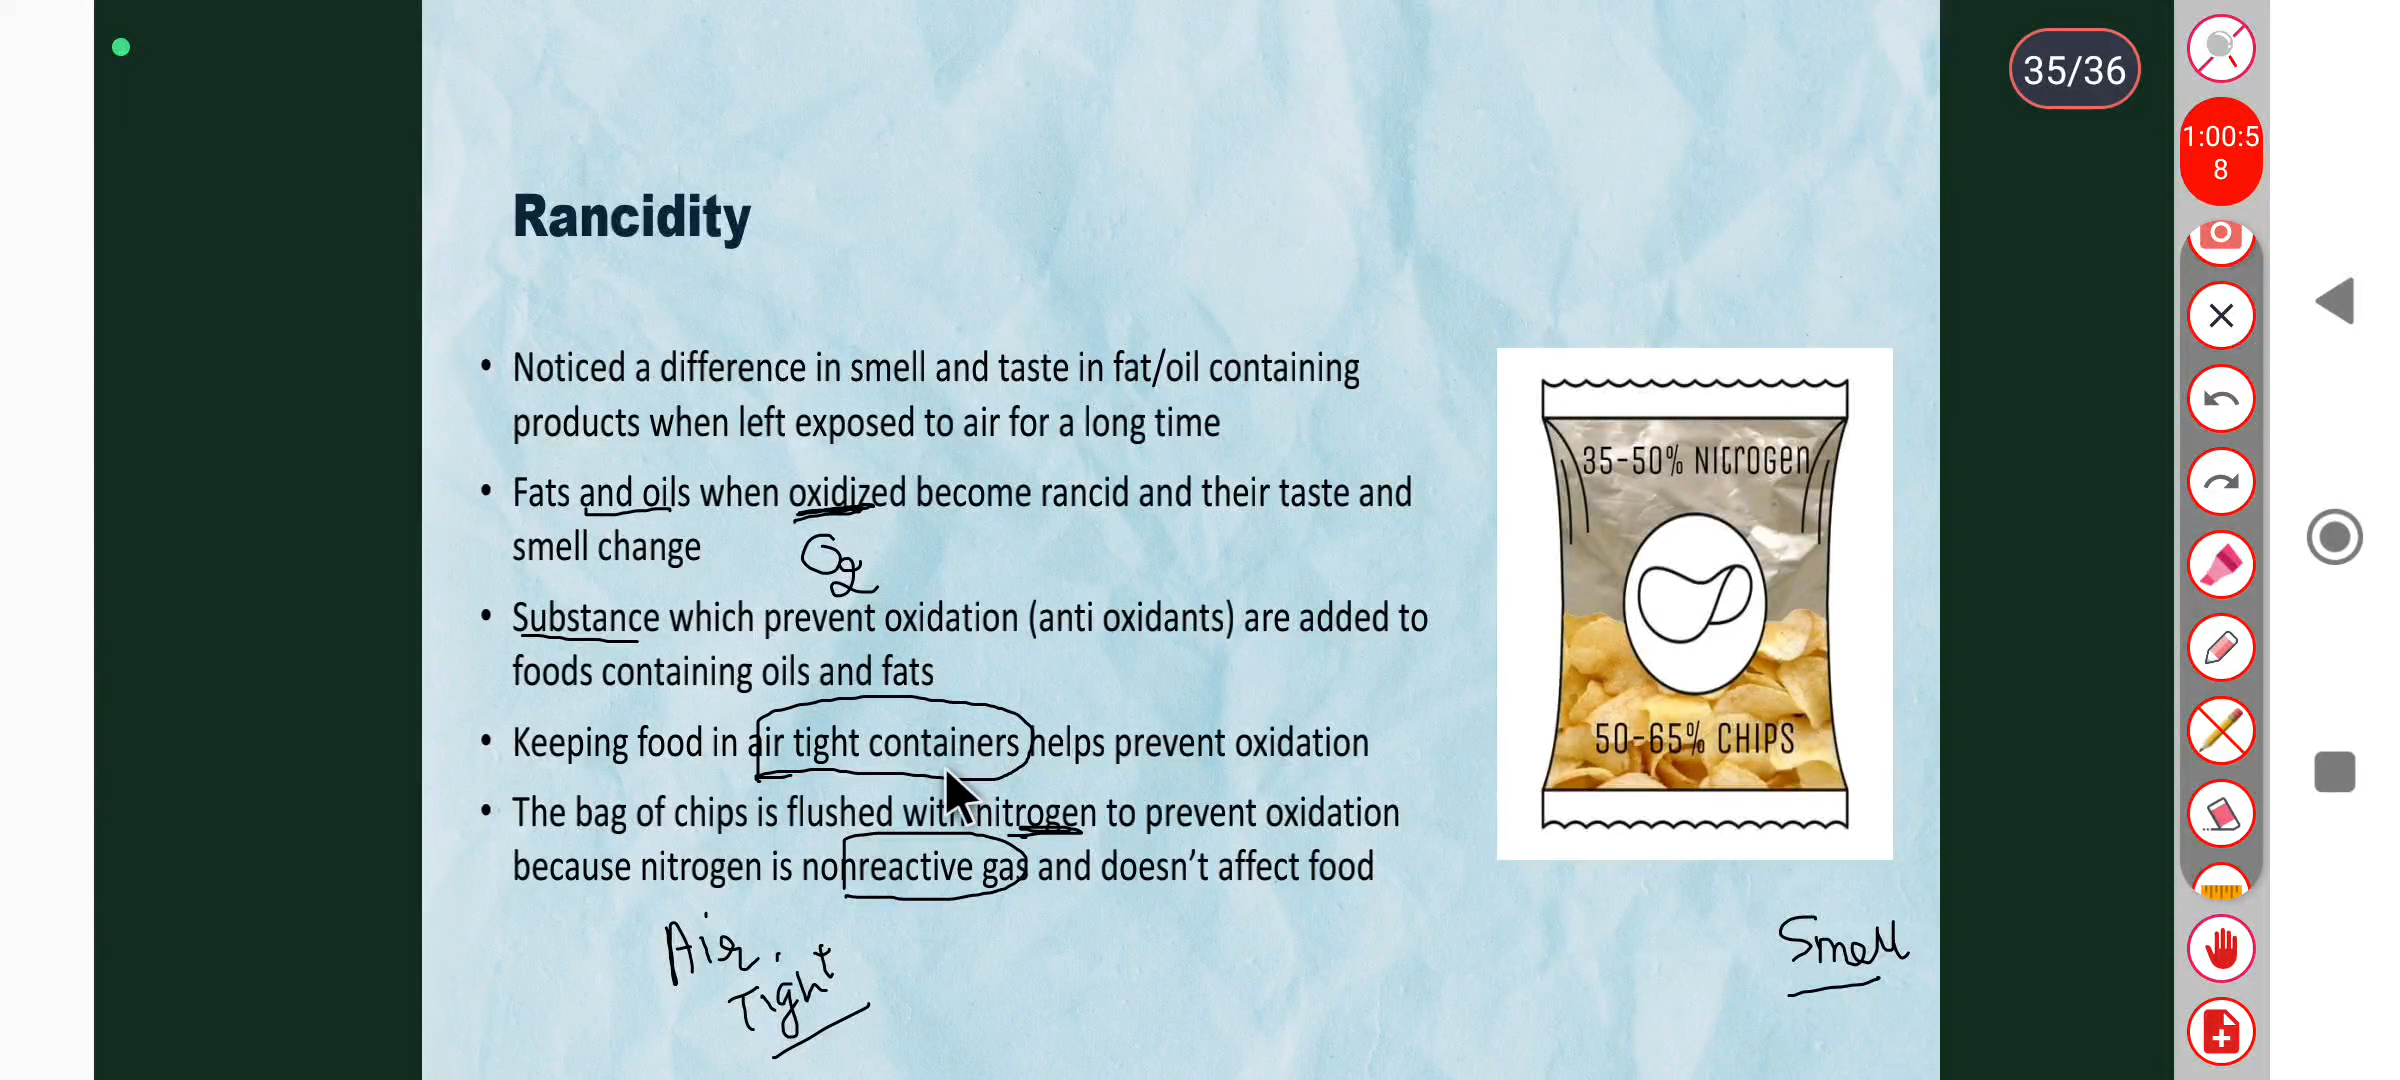 35/36
1:00:5
8
Rancidity
• Noticed a difference in smell and taste in fat/oil containing
products when left exposed to air for a long time
• Fats and oils when oxidized become rancid and their taste and
smell change
O2
• Substance which prevent oxidation (anti oxidants) are added to
foods containing oils and fats
• Keeping food in air tight containers helps prevent oxidation
• The bag of chips is flushed with nitrogen to prevent oxidation
because nitrogen is nonreactive gas and doesn't affect food
35-50% NITROGEN
50-65% CHIPS
Air
Tight
Smell